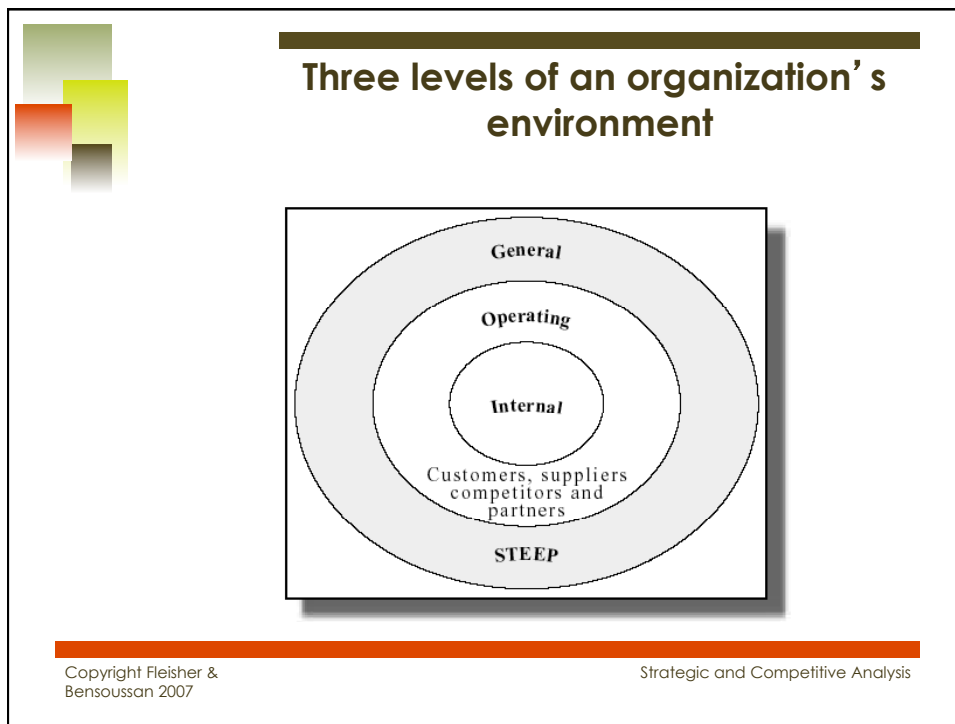 Three levels of an organization's
environment
General
Operating
Internal
Customers, suppliers
competitors and
partners
STEEP
Copyright Fleisher &
Bensoussan 2007
Strategic and Competitive Analysis